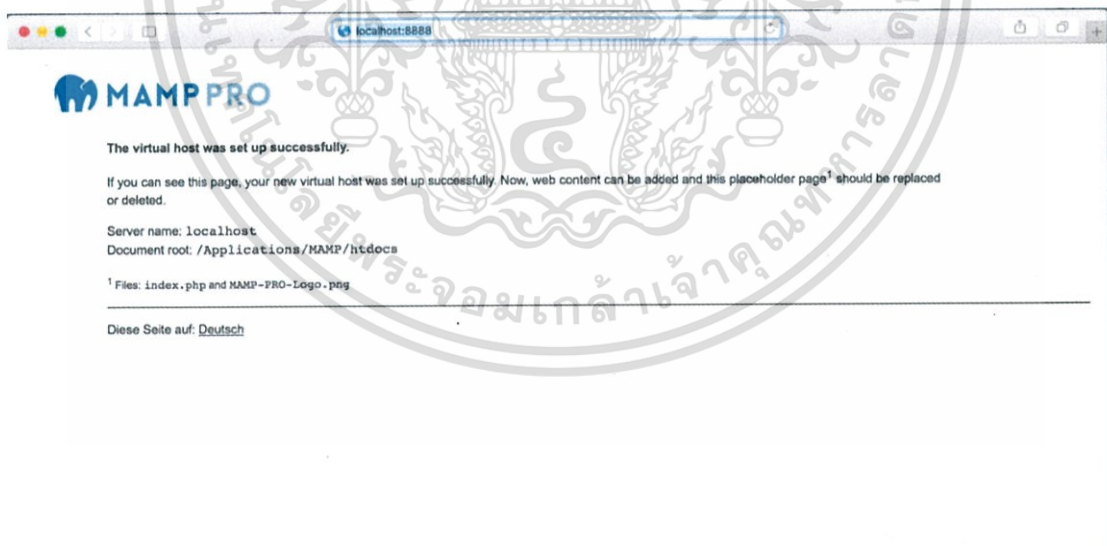 localhost:8888
MAMP PRO
The virtual host was set up successfully.
If you can see this page, your new virtual host was set up successfully. Now, web content can be added and this placeholder page¹ should be replaced
or deleted.
Server name: localhost
Document root: /Applications/MAMP/htdocs
¹ Files: index.php and MAMP-PRO-Logo.png
Diese Seite auf: Deutsch